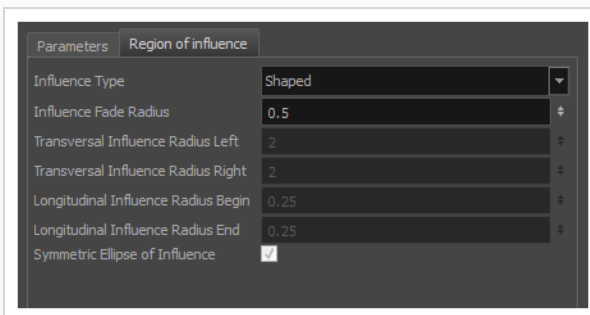 Parameters Region of influence
Influence Type Shaped
Influence Fade Radius 0.5
Transversal Influence Radius Left 2
Transversal Influence Radius Right 2
Longitudinal Influence Radius Begin 0.25
Longitudinal Influence Radius End 0.25
Symmetric Ellipse of Influence